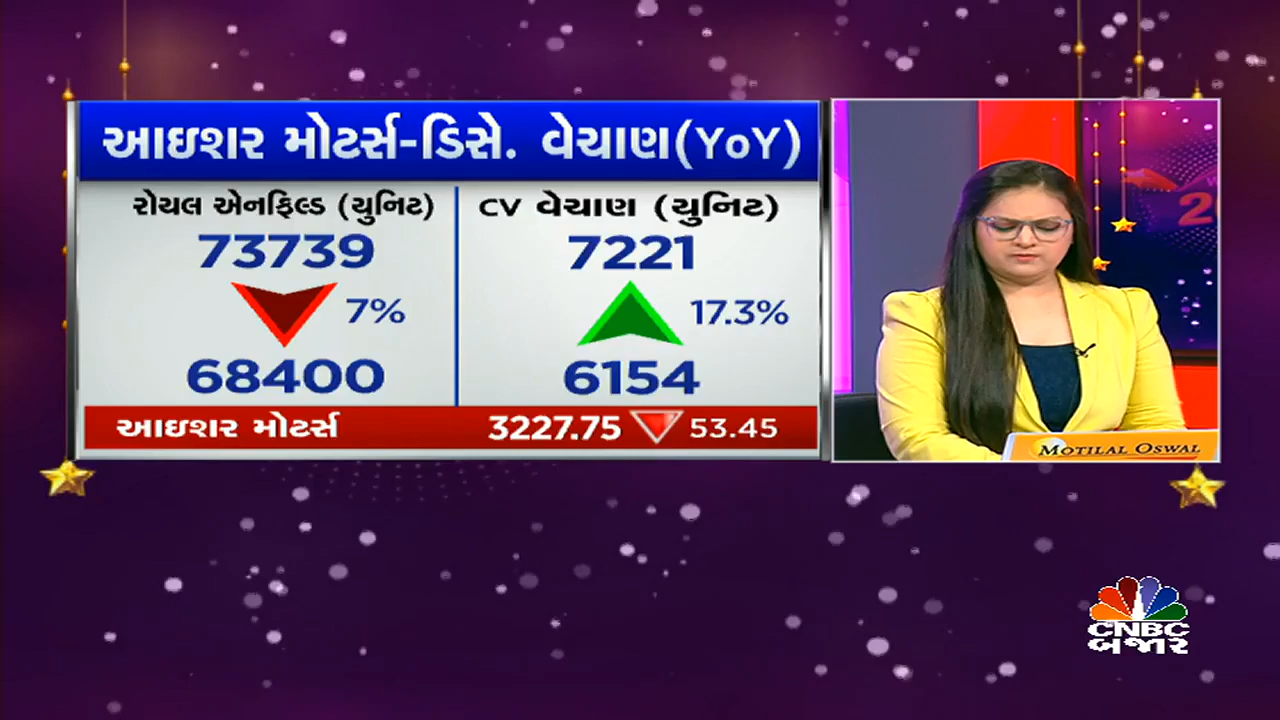 આઇશર મોટર્સ-ડિસે. વેચાણ(YoY)
રોયલ એનફિલ્ડ (યુનિટ)
73739
7%
68400
CV વેચાણ (યુનિટ)
7221
17.3%
6154
આઇશર મોટર્સ 3227.75 53.45
MOTILAL OSWAL
CNBC
બજાર